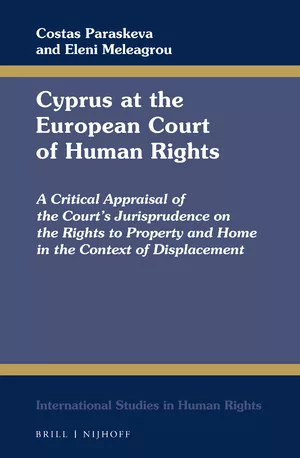 Costas Paraskeva
and Eleni Meleagrou
Cyprus at the
European Court
of Human Rights
A Critical Appraisal of
the Court's Jurisprudence on
the Rights to Property and Home
in the Context of Displacement
International Studies in Human Rights
BRILL | NIJHOFF